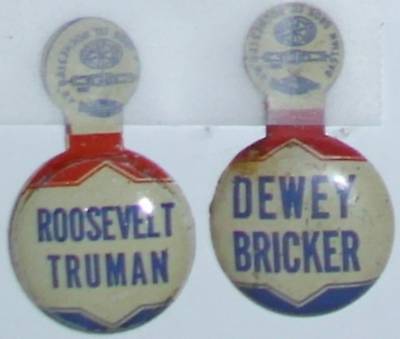 ROOSEVELT
TRUMAN
DEWEY
BRICKER